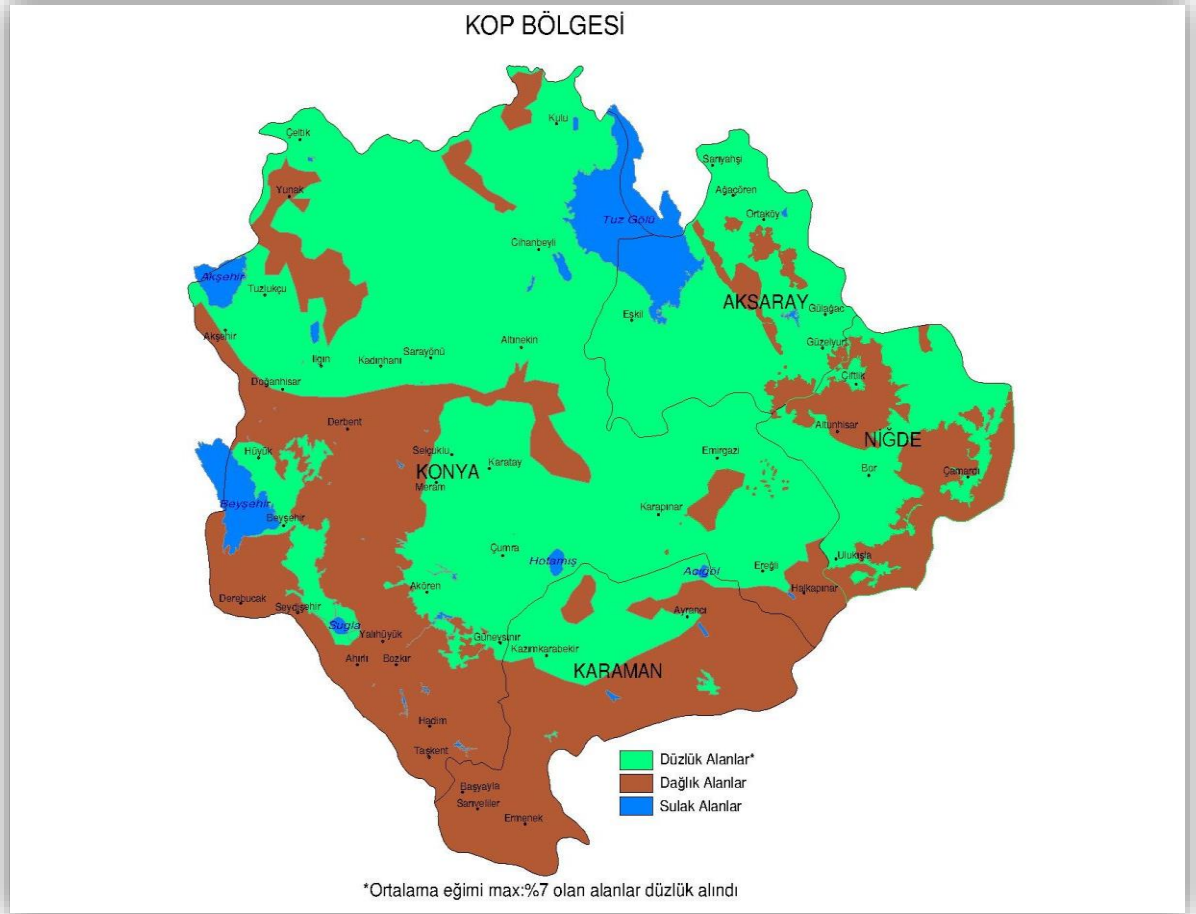 KOP BÖLGESİ
Kulu
Çeltik
Sarıyahşi
Yunak
Ağaçören
Ortaköy
Tuz Gölü
Cihanbeyli
Akşehir
Tuzlukçu
AKSARAY
Gülağaç
Eşkil
Akşehir
Altınekin
Güzelyurt
Sarayönü
Ilgın
Kadınhanı
Doğanhisar
Çiftlik
Derbent
Altunhisar
NİĞDE
Hüyük
Selçuklu
Emirgazi
Karatay
KONYA
Bor
Çamardı
Meram
Beyşehir
Karapınar
Beyşehir
Çumra
Hotamış
Ulukışla
Acıgöl
Ereğli
Akören
Halkapınar
Derebucak
Seydişehir
Ayrancı
Sugla
Yalıhüyük
Güneysınır
Kazımkarabekir
Ahırlı
Bozkır
KARAMAN
Hadim
Taşkent
Düzlük Alanlar*
Dağlık Alanlar
Sulak Alanlar
Başyayla
Sarıveliler
Ermenek
*Ortalama eğimi max:%7 olan alanlar düzlük alındı